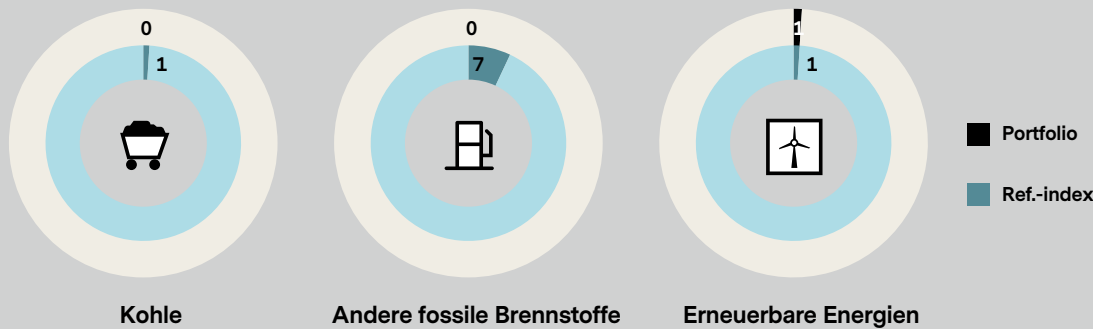 0
1
0
7
1
1
Portfolio
Ref.-index
Kohle
Andere fossile Brennstoffe
Erneuerbare Energien